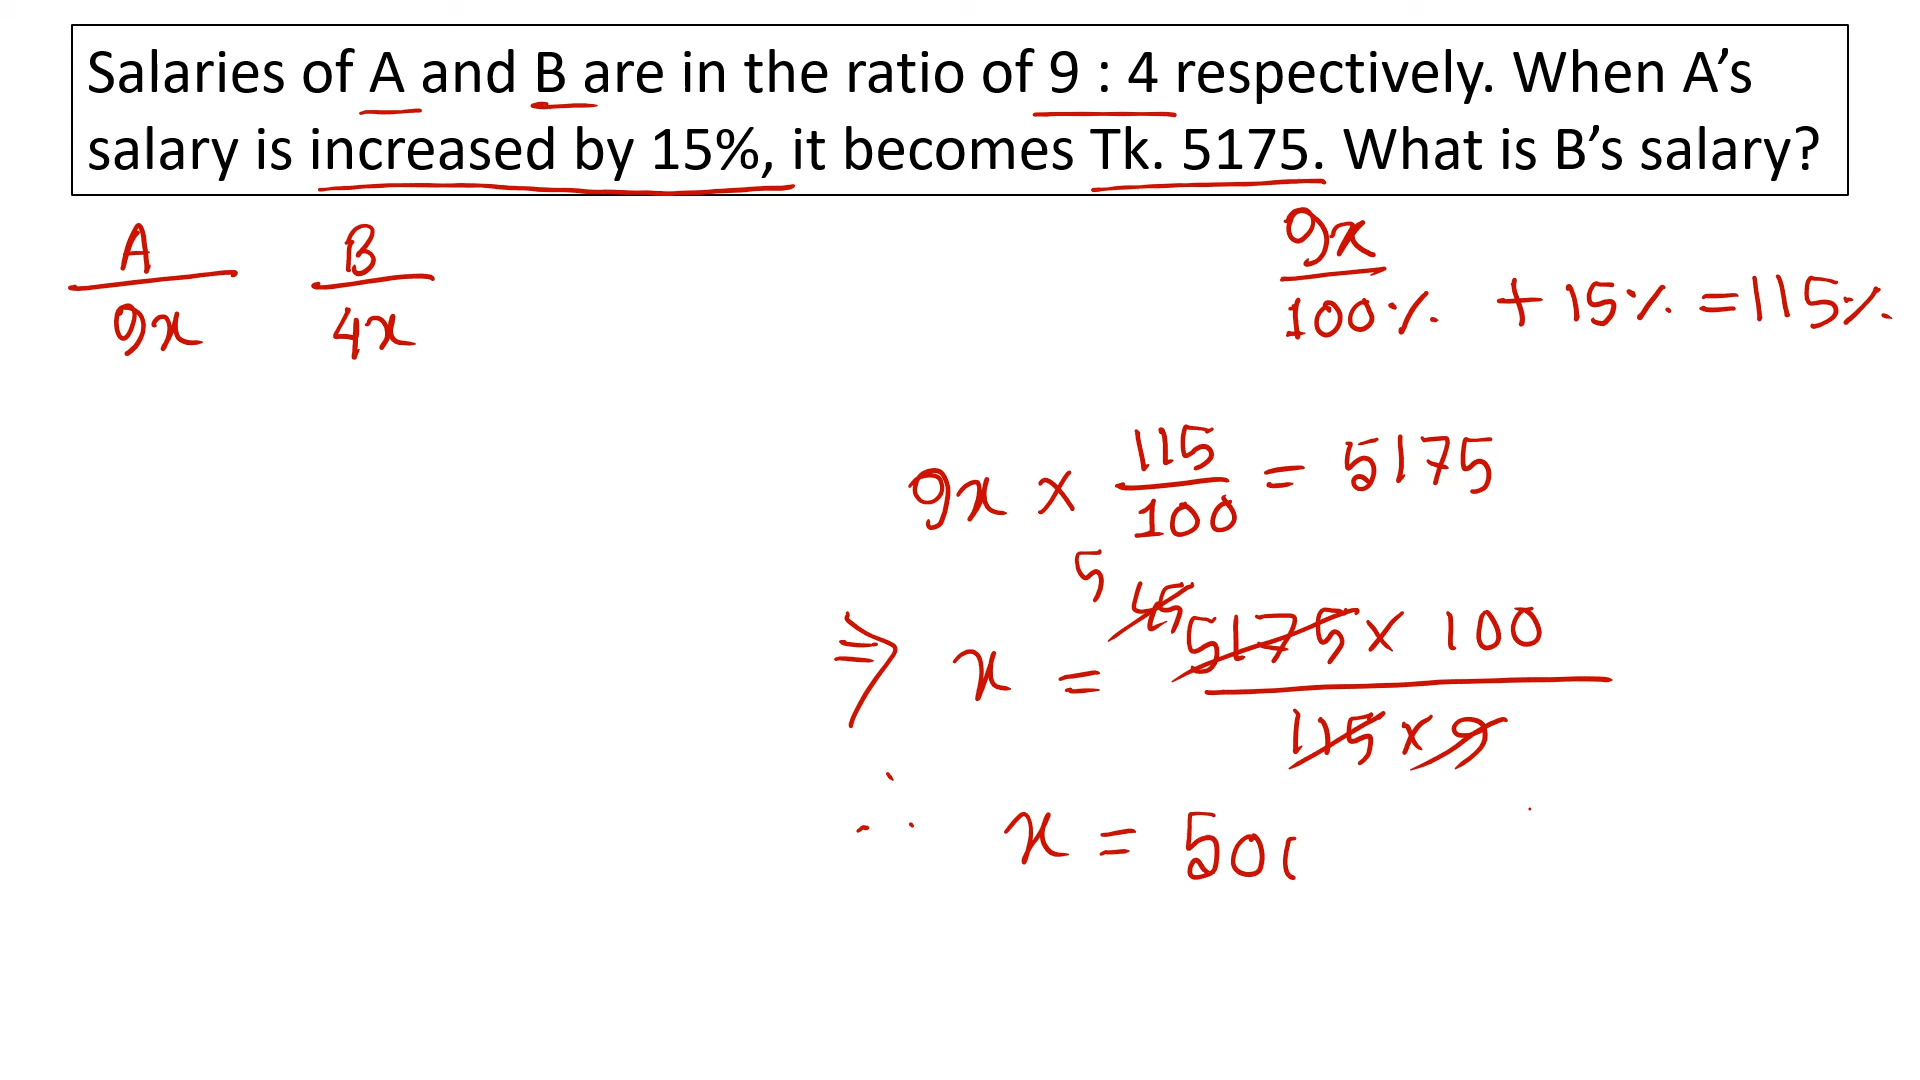 Salaries of A and B are in the ratio of 9 : 4 respectively. When A’s
salary is increased by 15%, it becomes Tk. 5175. What is B’s salary?
A B
9x 4x
9x
100% + 15% = 115%
9x × 115/100 = 5175
5 45
⇒ x = 5175 × 100
115 × 9
∴ x = 50